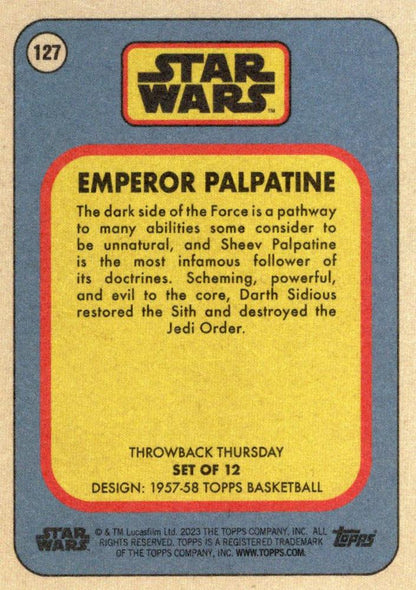 127
STAR
WARS™
EMPEROR PALPATINE
The dark side of the Force is a pathway
to many abilities some consider to
be unnatural, and Sheev Palpatine
is the most infamous follower of
its doctrines. Scheming, powerful,
and evil to the core, Darth Sidious
restored the Sith and destroyed the
Jedi Order.
THROWBACK THURSDAY
SET OF 12
DESIGN: 1957-58 TOPPS BASKETBALL
STAR
WARS
© & TM Lucasfilm Ltd. 2023 THE TOPPS COMPANY, INC. ALL
RIGHTS RESERVED. TOPPS IS A REGISTERED TRADEMARK
OF THE TOPPS COMPANY, INC. WWW.TOPPS.COM.
Topps